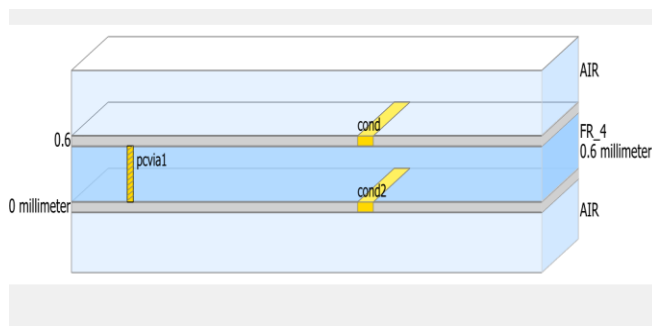 AIR
cond
FR_4
0.6
0.6 millimeter
pcvia1
cond2
0 millimeter
AIR